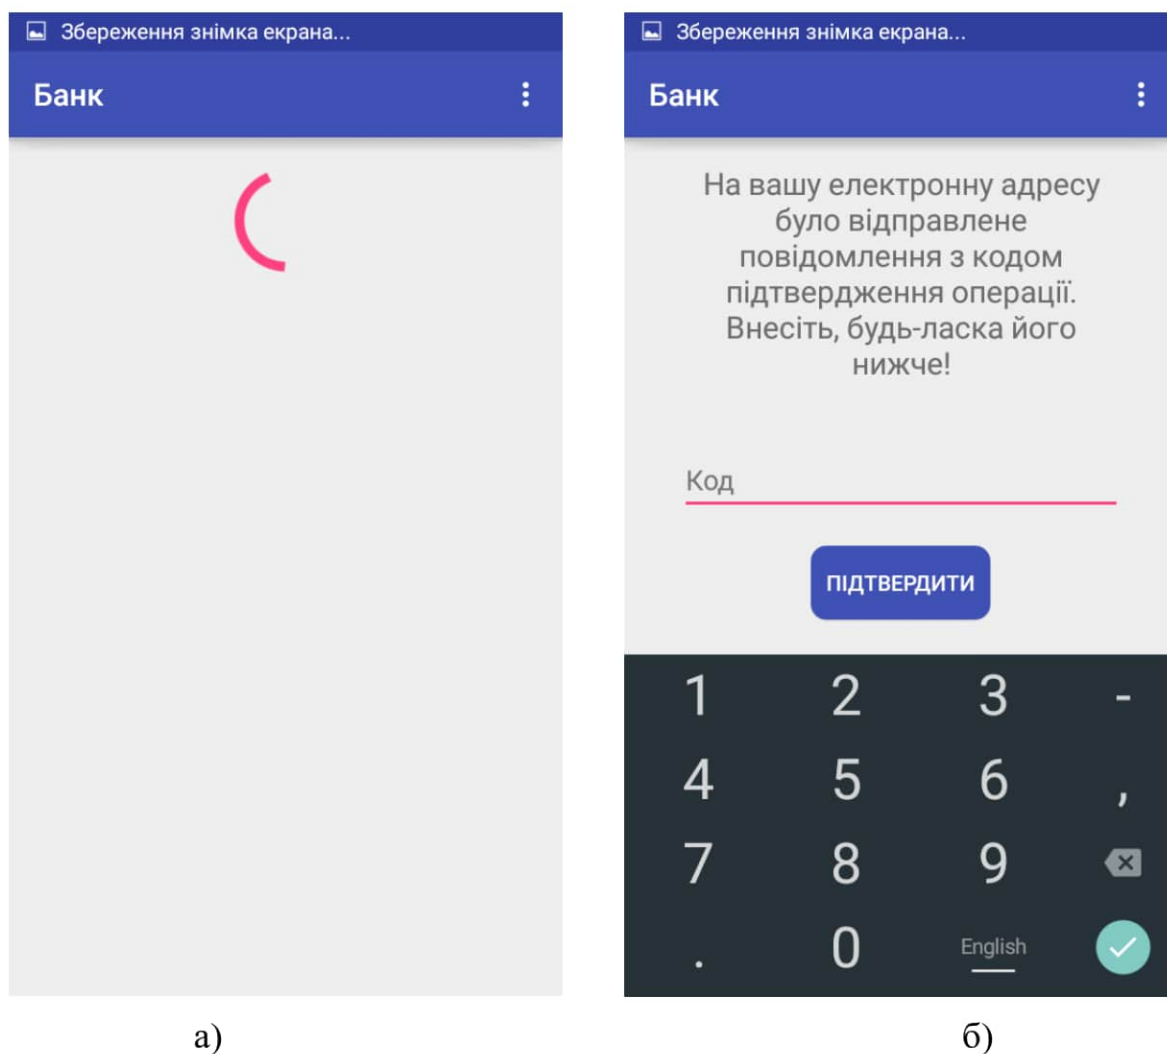 Збереження знімка екрана...
Банк
а)
Збереження знімка екрана...
Банк
На вашу електронну адресу
було відправлене
повідомлення з кодом
підтвердження операції.
Внесіть, будь-ласка його
нижче!
Код
ПІДТВЕРДИТИ
1 2 3 -
4 5 6 ,
7 8 9
. 0 English
б)